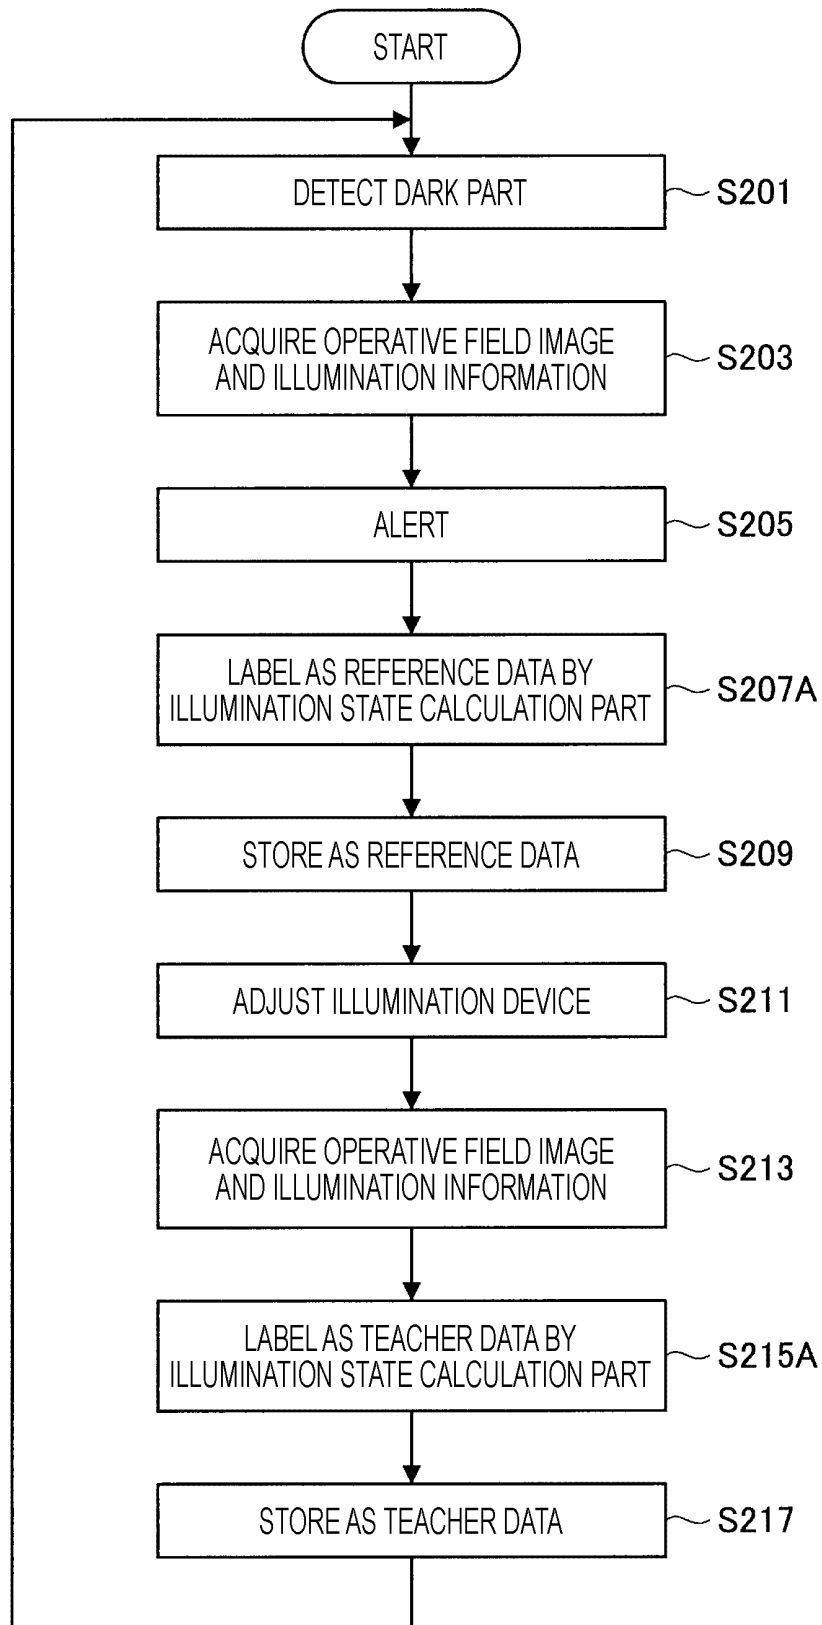 START
DETECT DARK PART
S201
ACQUIRE OPERATIVE FIELD IMAGE
AND ILLUMINATION INFORMATION
S203
ALERT
S205
LABEL AS REFERENCE DATA BY
ILLUMINATION STATE CALCULATION PART
S207A
STORE AS REFERENCE DATA
S209
ADJUST ILLUMINATION DEVICE
S211
ACQUIRE OPERATIVE FIELD IMAGE
AND ILLUMINATION INFORMATION
S213
LABEL AS TEACHER DATA BY
ILLUMINATION STATE CALCULATION PART
S215A
STORE AS TEACHER DATA
S217